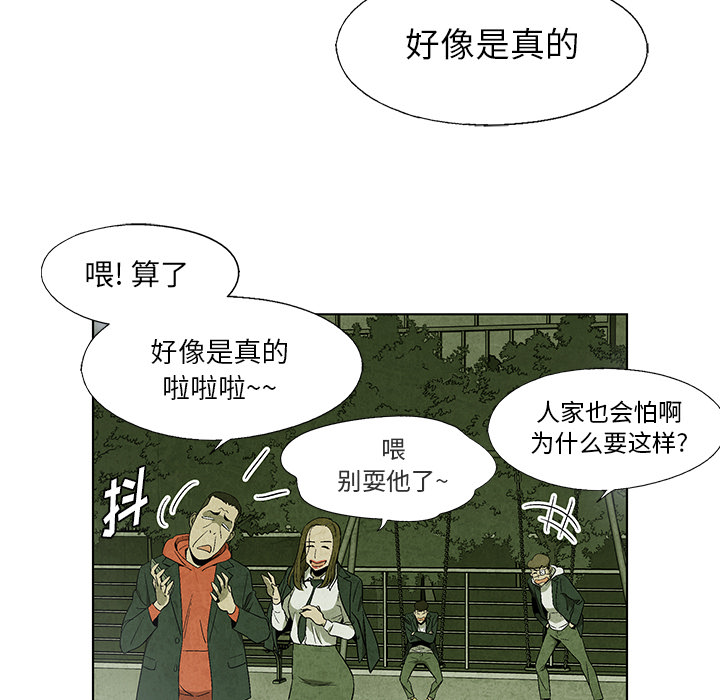 好像是真的
喂! 算了
好像是真的
啦啦啦~~
喂
别耍他了~
人家也会怕啊
为什么要这样?
抖